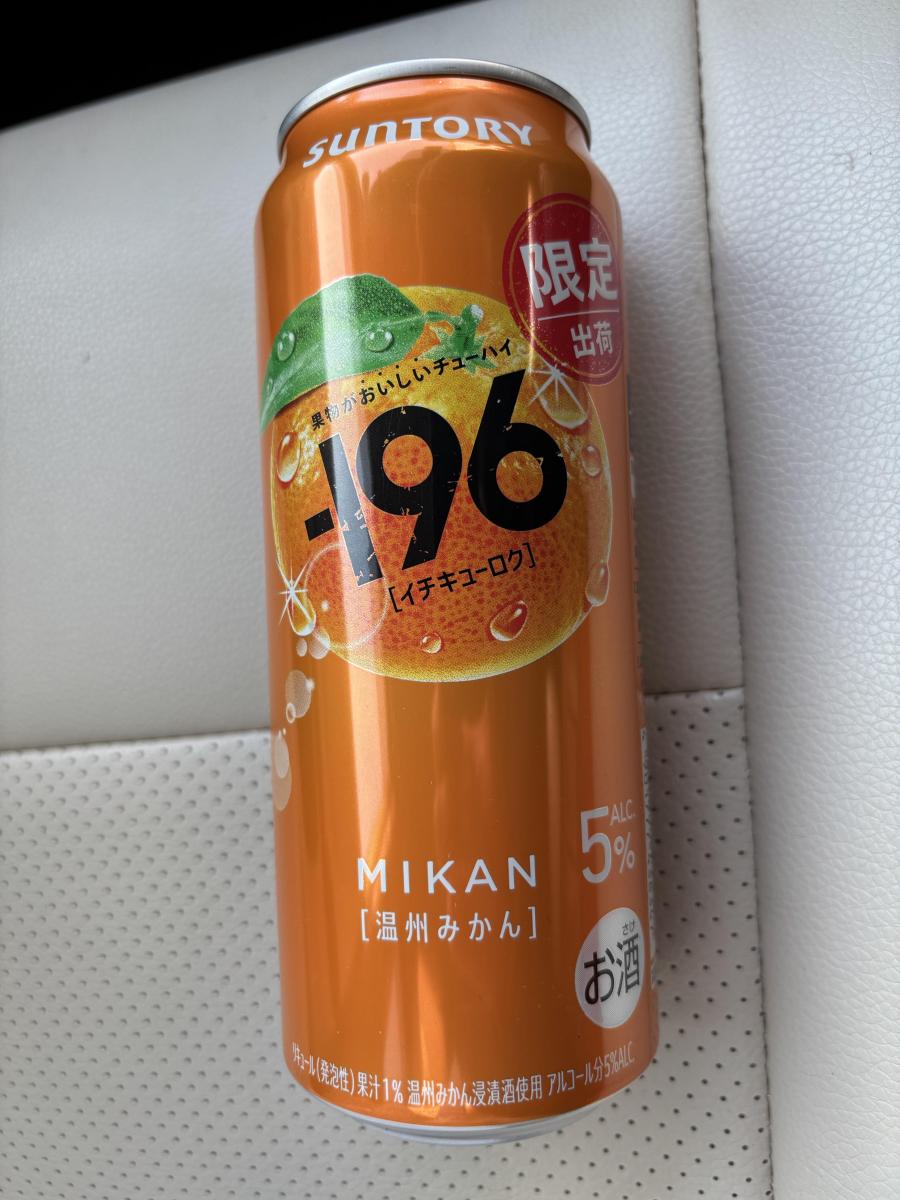 SUNTORY
限定
出荷
果物がおいしいチューハイ
-196
[イチキューロク]
ALC.
5%
MIKAN
[温州みかん]
さけ
お酒
リキュール(発泡性)果汁1% 温州みかん浸漬酒使用 アルコール分5%ALC